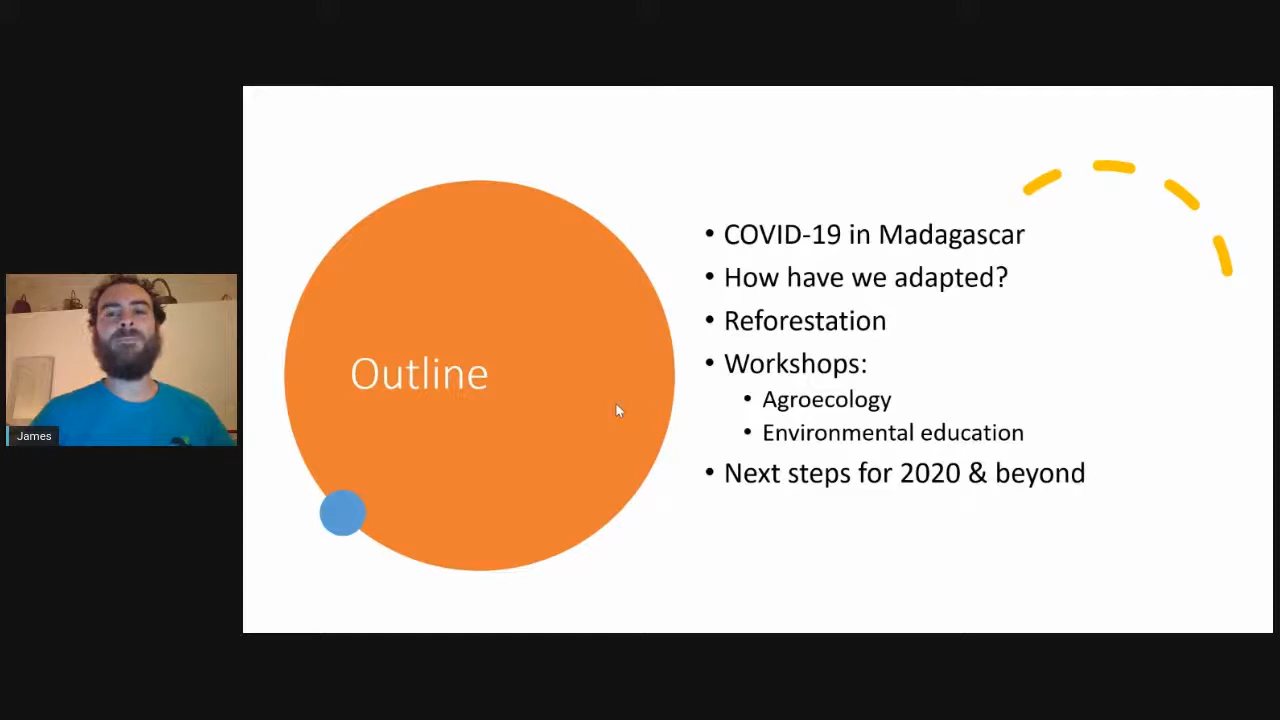 Outline
• COVID-19 in Madagascar
• How have we adapted?
• Reforestation
• Workshops:
• Agroecology
• Environmental education
• Next steps for 2020 & beyond
James